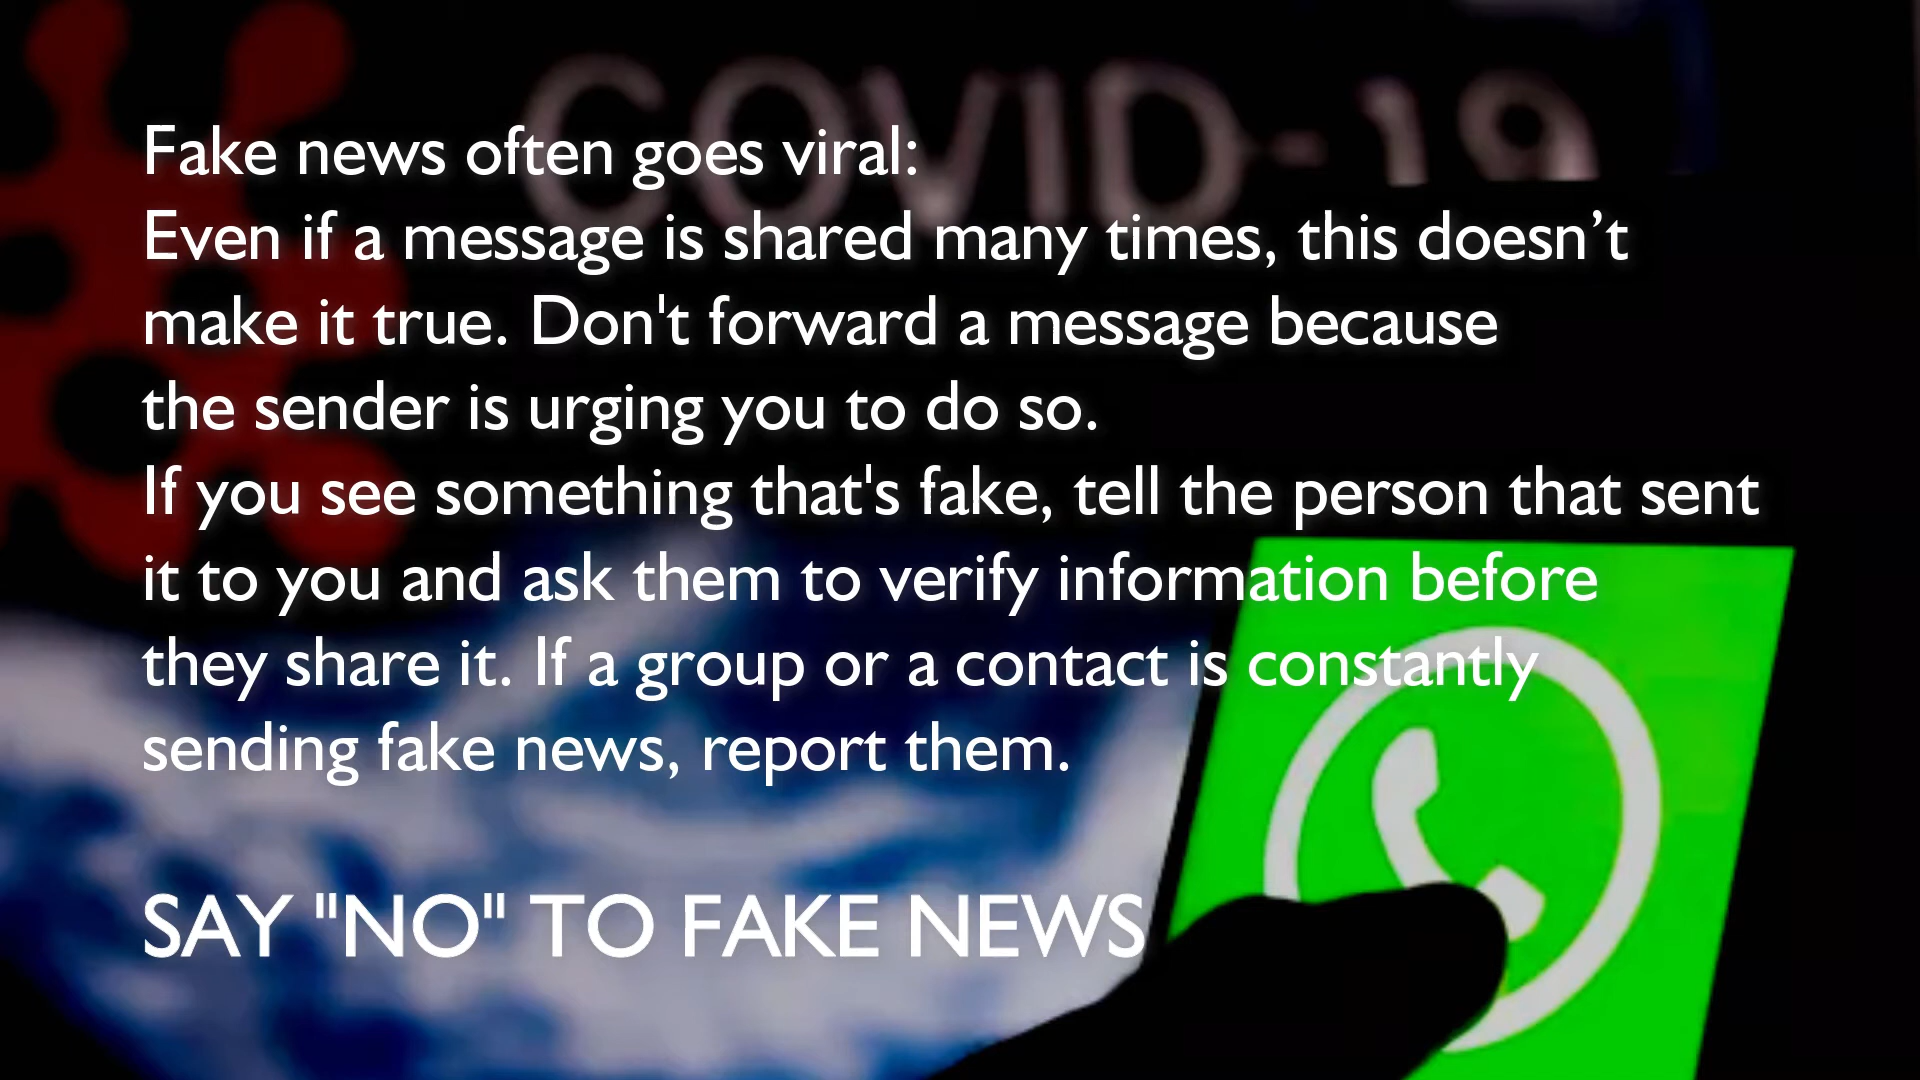 COVID-19
Fake news often goes viral:
Even if a message is shared many times, this doesn’t
make it true. Don't forward a message because
the sender is urging you to do so.
If you see something that's fake, tell the person that sent
it to you and ask them to verify information before
they share it. If a group or a contact is constantly
sending fake news, report them.
SAY "NO" TO FAKE NEWS